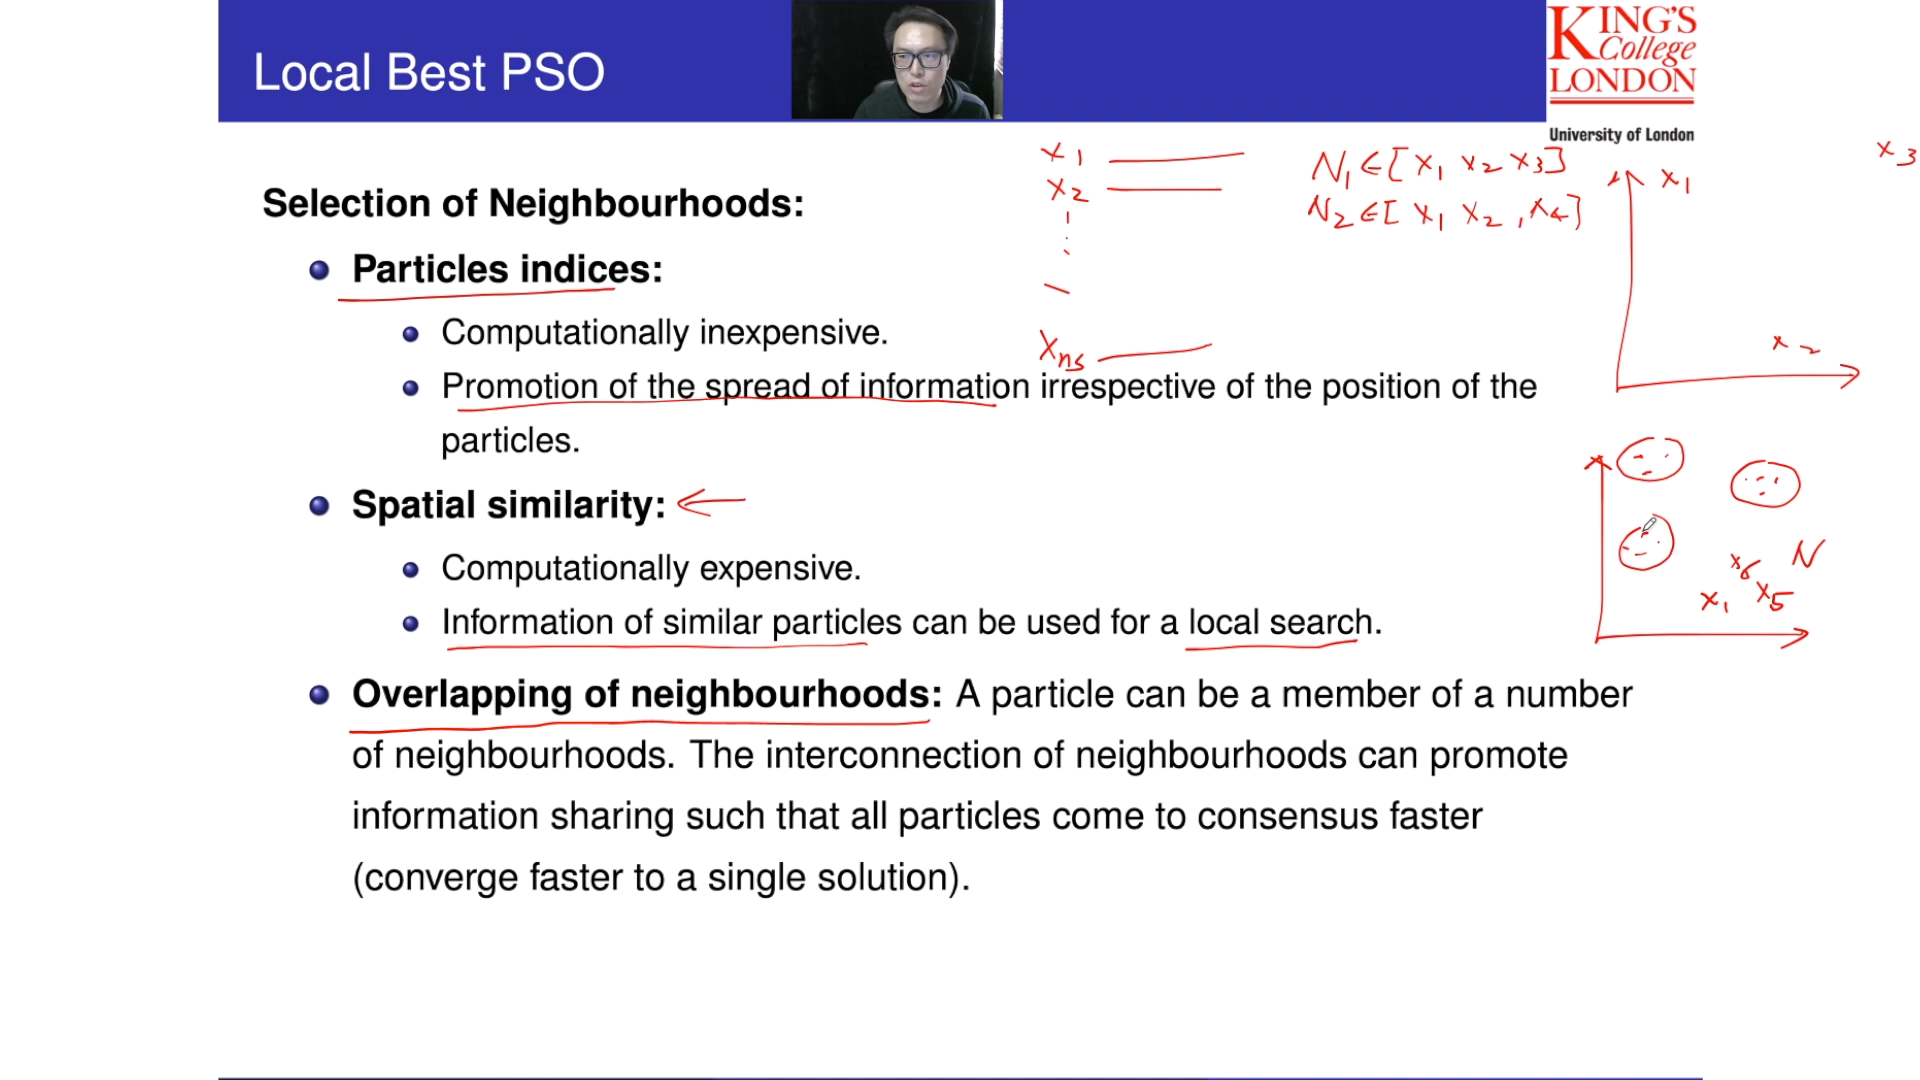 Local Best PSO
KING'S
College
LONDON
University of London
x1
x2
xns
N1 ∈ [x1 x2 x3]
N2 ∈ [x1 x2, x4]
x1
x3
x2
Selection of Neighbourhoods:
Particles indices:
Computationally inexpensive.
Promotion of the spread of information irrespective of the position of the
particles.
Spatial similarity:
Computationally expensive.
Information of similar particles can be used for a local search.
N
x6
x1 x5
Overlapping of neighbourhoods: A particle can be a member of a number
of neighbourhoods. The interconnection of neighbourhoods can promote
information sharing such that all particles come to consensus faster
(converge faster to a single solution).